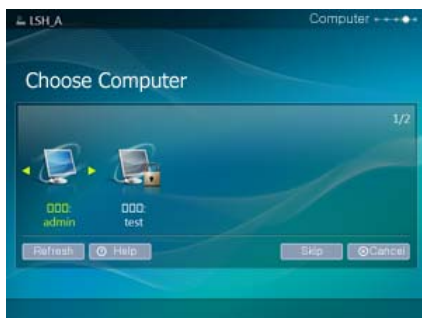 LSH_A
Computer
Choose Computer
1/2
□□□: □□□:
admin test
Refresh Help Skip Cancel